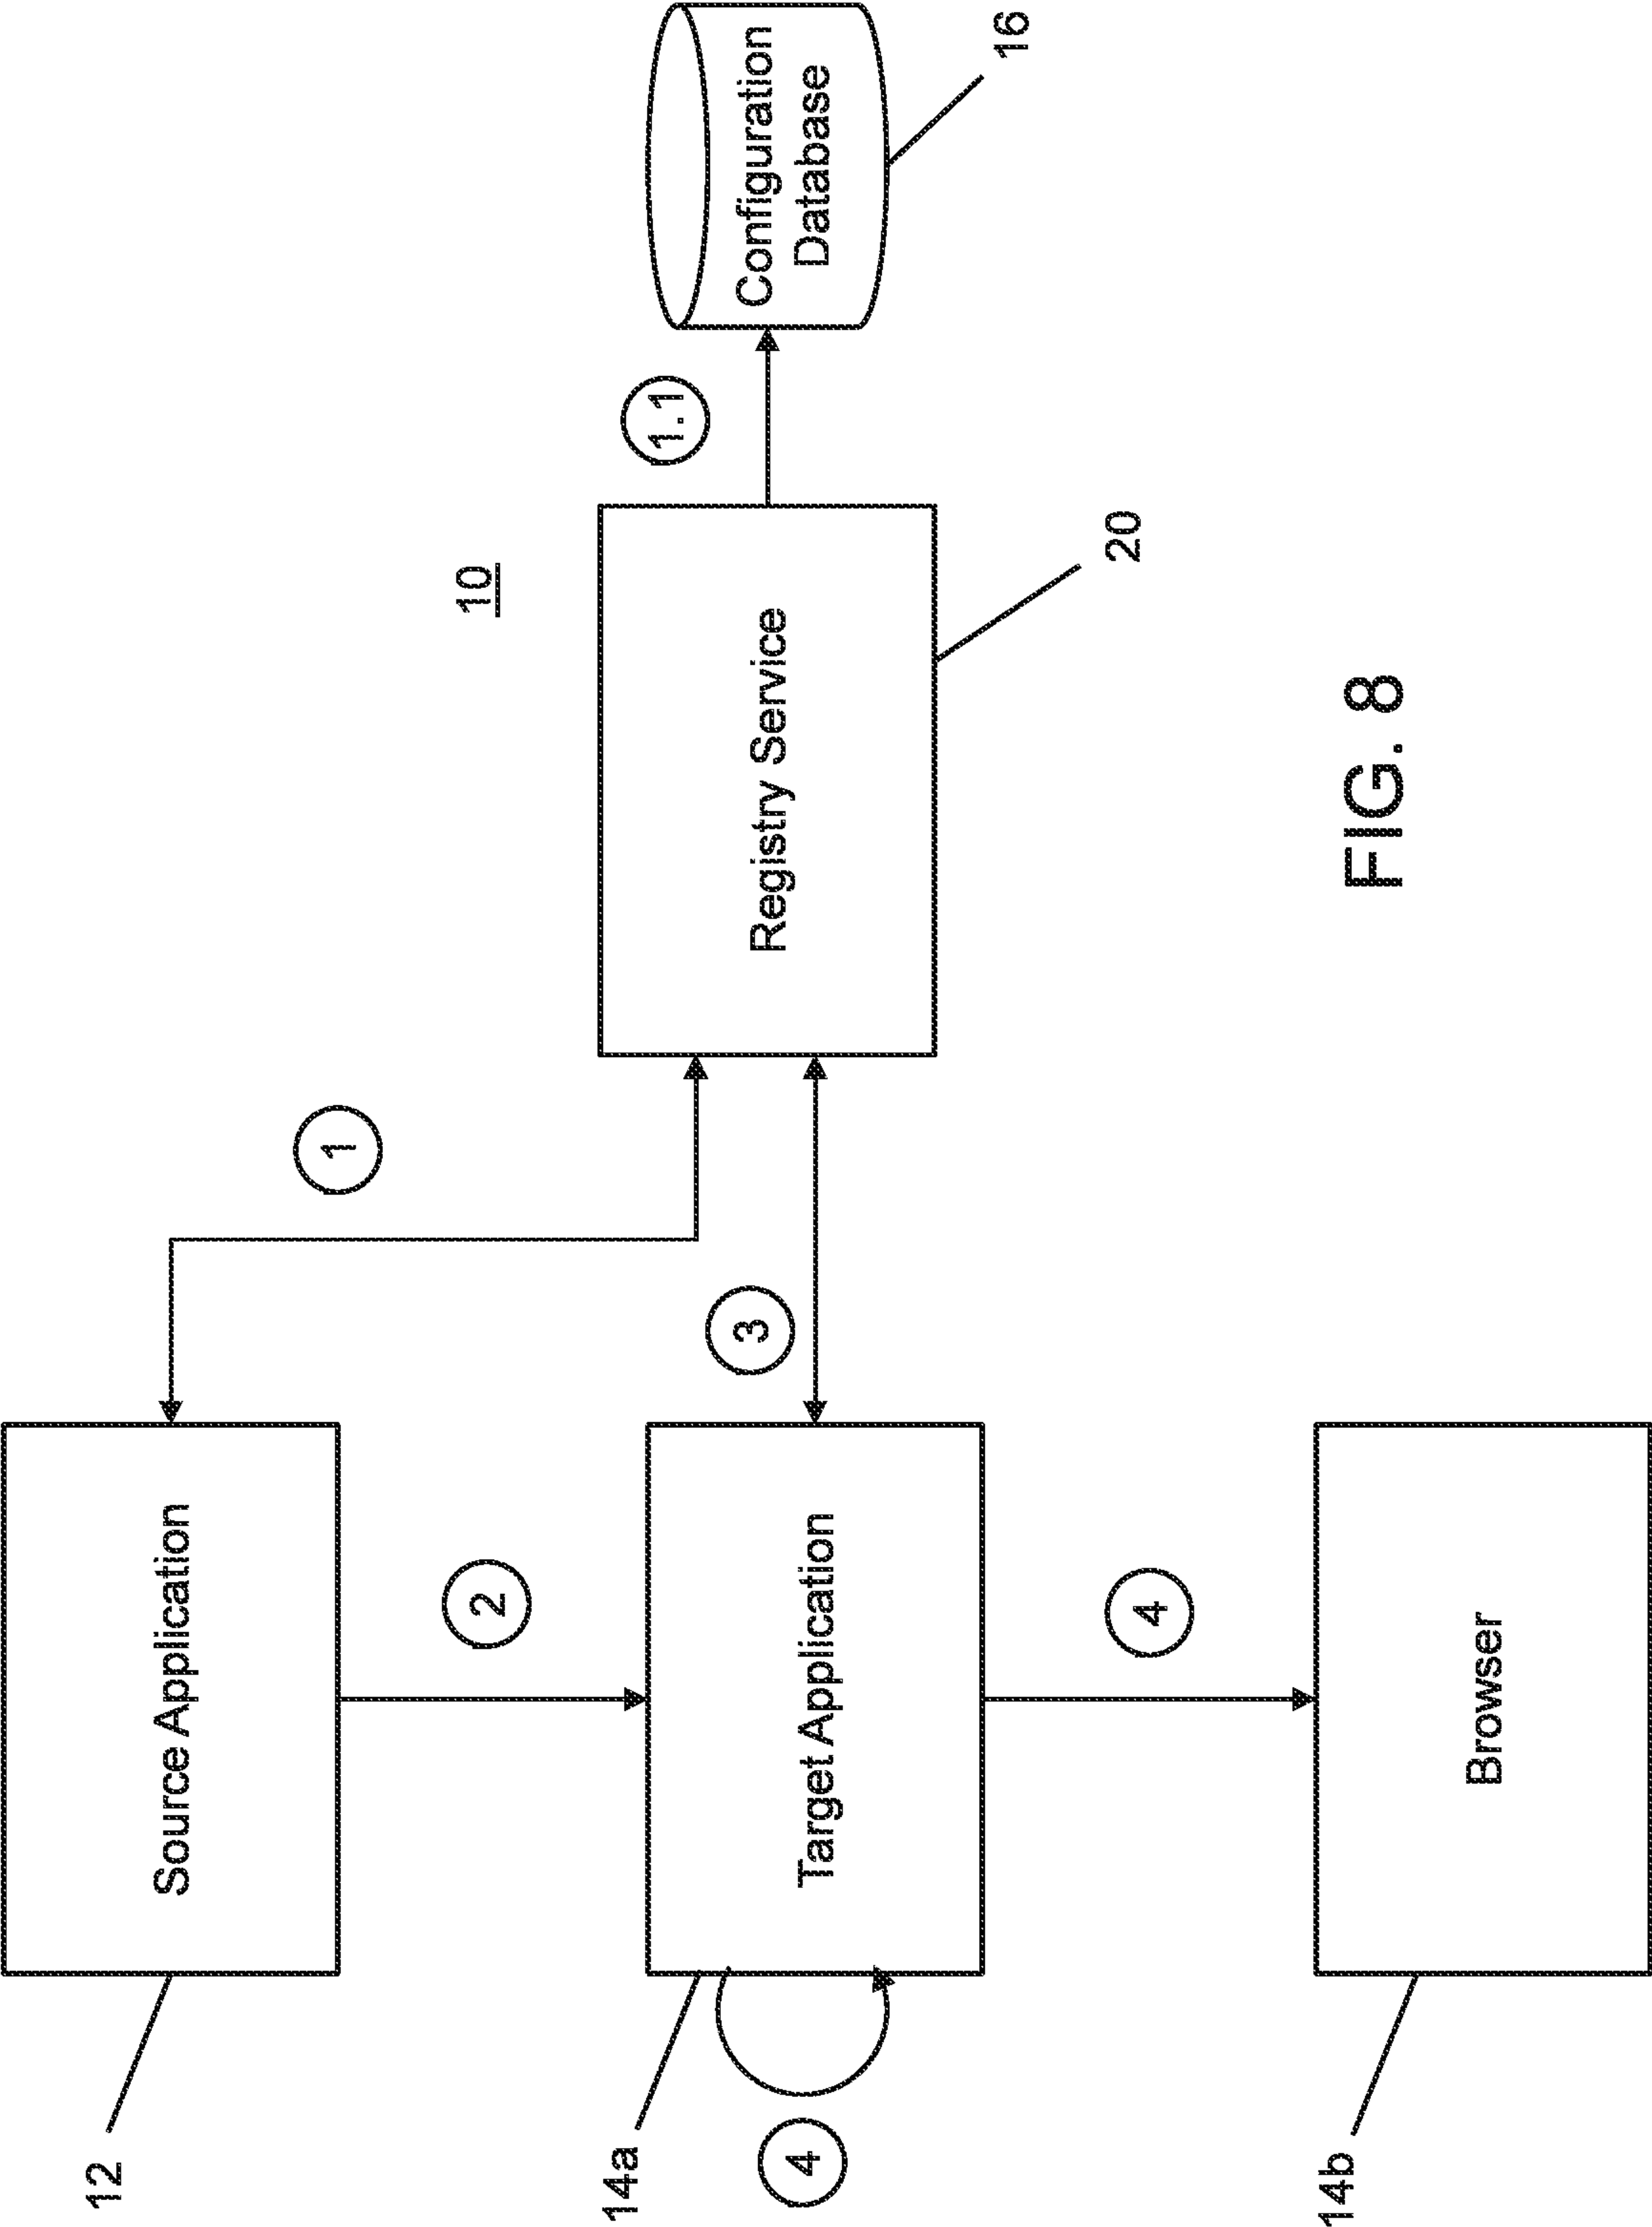 12
Source Application
1
2
10
14a
Target Application
3
Registry Service
1.1
Configuration
Database
16
4
20
4
14b
Browser
FIG. 8